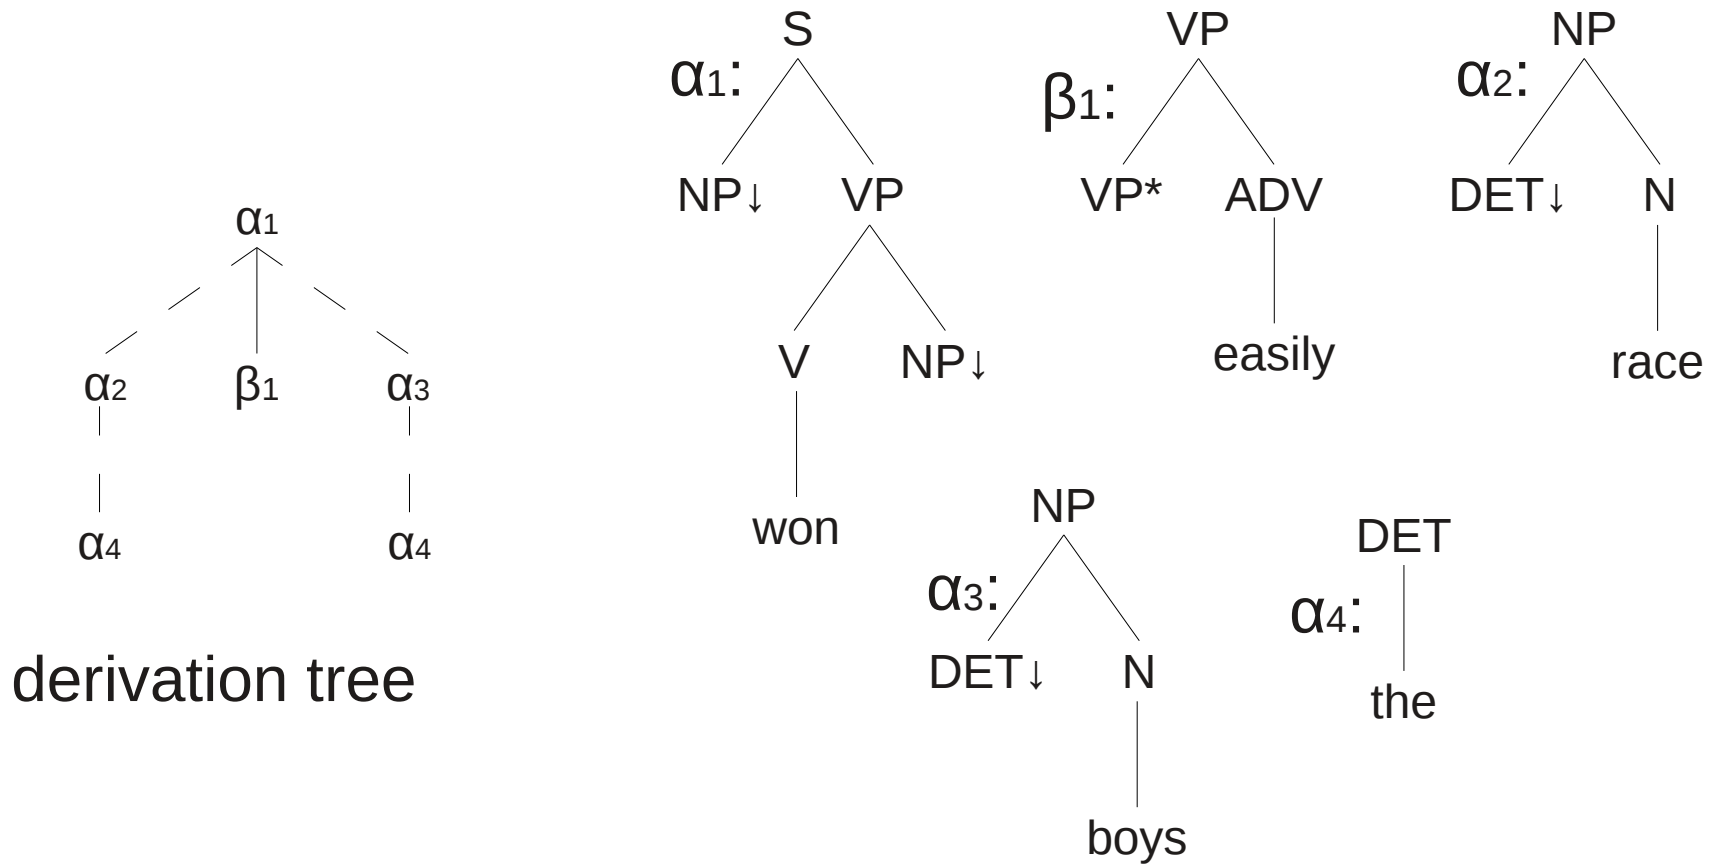 α1
α2 β1 α3
α4 α4
derivation tree
S
α1:
NP↓ VP
V NP↓
won
VP
β1:
VP* ADV
easily
NP
α2:
DET↓ N
race
NP
α3:
DET↓ N
boys
DET
α4:
the